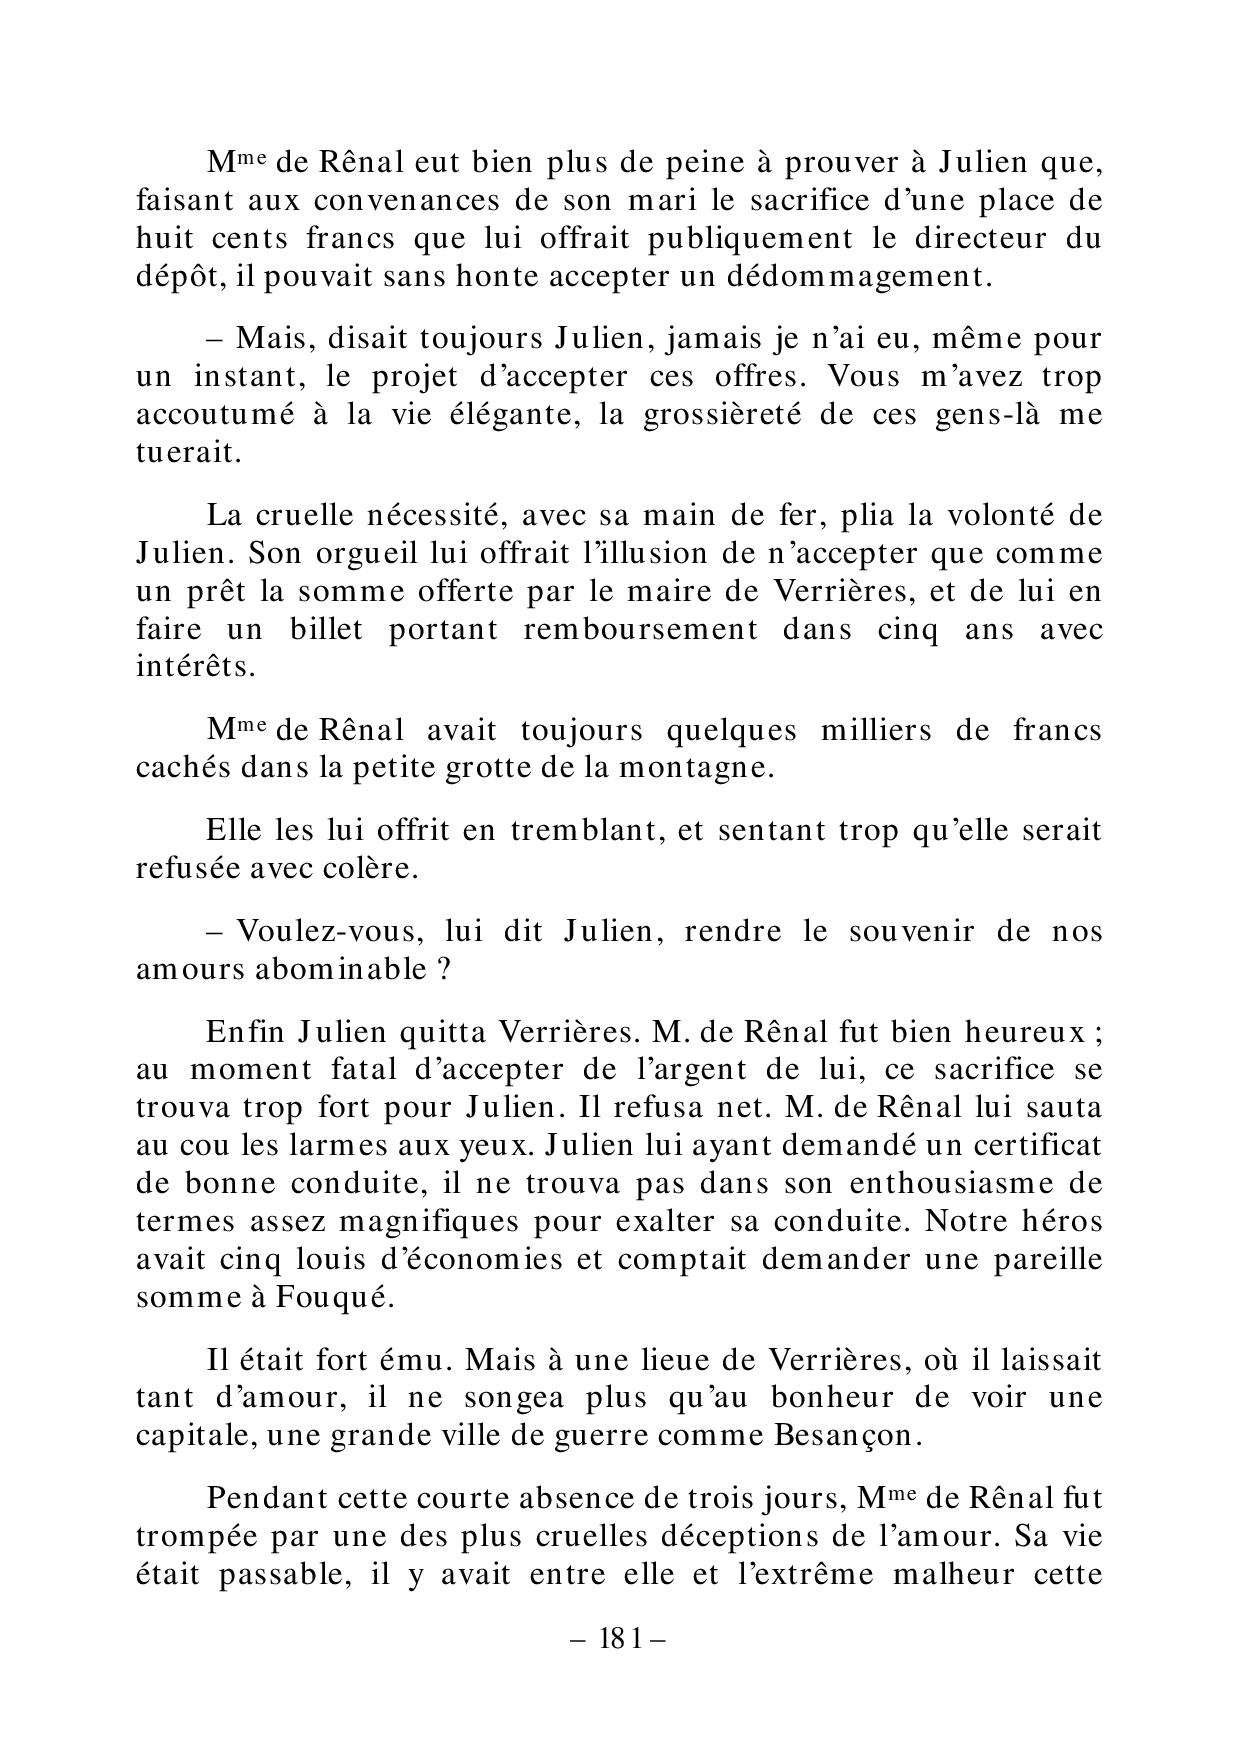 Mme de Rênal eut bien plus de peine à prouver à Julien que,
faisant aux convenances de son mari le sacrifice d’une place de
huit cents francs que lui offrait publiquement le directeur du
dépôt, il pouvait sans honte accepter un dédommagement.
– Mais, disait toujours Julien, jamais je n’ai eu, même pour
un instant, le projet d’accepter ces offres. Vous m’avez trop
accoutumé à la vie élégante, la grossièreté de ces gens-là me
tuerait.
La cruelle nécessité, avec sa main de fer, plia la volonté de
Julien. Son orgueil lui offrait l’illusion de n’accepter que comme
un prêt la somme offerte par le maire de Verrières, et de lui en
faire un billet portant remboursement dans cinq ans avec
intérêts.
Mme de Rênal avait toujours quelques milliers de francs
cachés dans la petite grotte de la montagne.
Elle les lui offrit en tremblant, et sentant trop qu’elle serait
refusée avec colère.
– Voulez-vous, lui dit Julien, rendre le souvenir de nos
amours abominable ?
Enfin Julien quitta Verrières. M. de Rênal fut bien heureux ;
au moment fatal d’accepter de l’argent de lui, ce sacrifice se
trouva trop fort pour Julien. Il refusa net. M. de Rênal lui sauta
au cou les larmes aux yeux. Julien lui ayant demandé un certificat
de bonne conduite, il ne trouva pas dans son enthousiasme de
termes assez magnifiques pour exalter sa conduite. Notre héros
avait cinq louis d’économies et comptait demander une pareille
somme à Fouqué.
Il était fort ému. Mais à une lieue de Verrières, où il laissait
tant d’amour, il ne songea plus qu’au bonheur de voir une
capitale, une grande ville de guerre comme Besançon.
Pendant cette courte absence de trois jours, Mme de Rênal fut
trompée par une des plus cruelles déceptions de l’amour. Sa vie
était passable, il y avait entre elle et l’extrême malheur cette
– 181 –